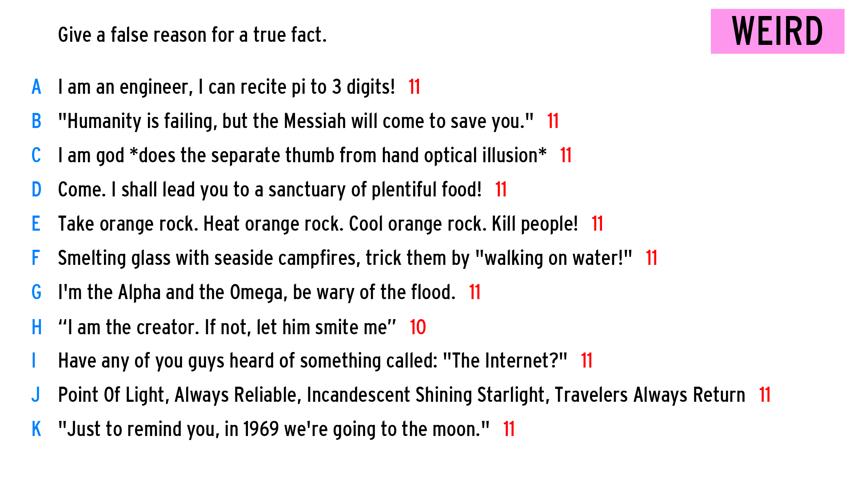 Give a false reason for a true fact.
WEIRD
A I am an engineer, I can recite pi to 3 digits! 11
B "Humanity is failing, but the Messiah will come to save you." 11
C I am god *does the separate thumb from hand optical illusion* 11
D Come. I shall lead you to a sanctuary of plentiful food! 11
E Take orange rock. Heat orange rock. Cool orange rock. Kill people! 11
F Smelting glass with seaside campfires, trick them by "walking on water!" 11
G I'm the Alpha and the Omega, be wary of the flood. 11
H “I am the creator. If not, let him smite me” 10
I Have any of you guys heard of something called: "The Internet?" 11
J Point Of Light, Always Reliable, Incandescent Shining Starlight, Travelers Always Return 11
K "Just to remind you, in 1969 we're going to the moon." 11